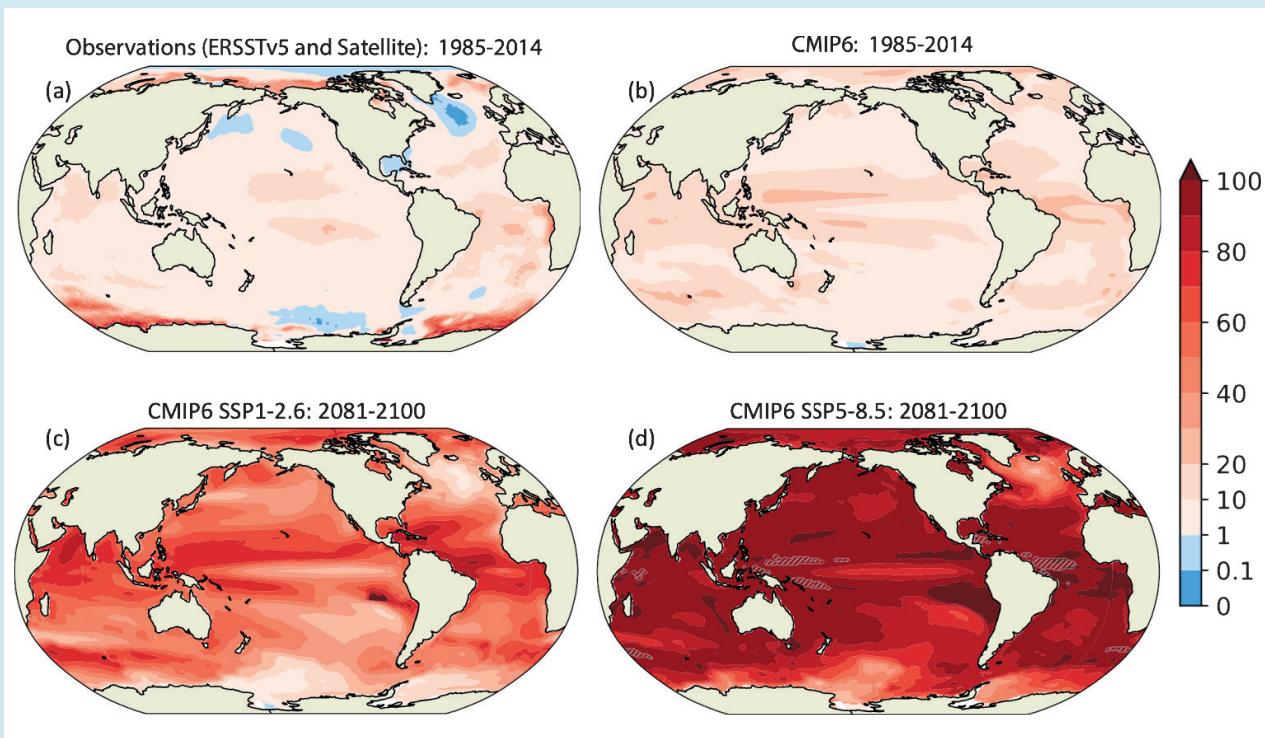 Observations (ERSSTv5 and Satellite): 1985-2014
CMIP6: 1985-2014
(a)
(b)
100
80
60
40
20
10
1
0.1
0
CMIP6 SSP1-2.6: 2081-2100
CMIP6 SSP5-8.5: 2081-2100
(c)
(d)